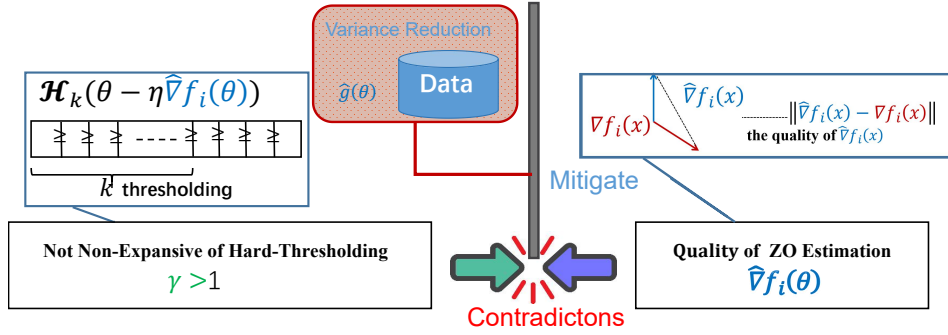 Variance Reduction
Data
ĝ(θ)
𝓗ₖ(θ − η∇̂fᵢ(θ))
≥ ≥ ≥ ----- ≥ ≥ ≥ ≥
k thresholding
Not Non-Expansive of Hard-Thresholding
γ >1
∇̂fᵢ(x)
∇fᵢ(x)
‖∇̂fᵢ(x) − ∇fᵢ(x)‖
the quality of ∇̂fᵢ(x)
Mitigate
Quality of ZO Estimation
∇̂fᵢ(θ)
Contradictons